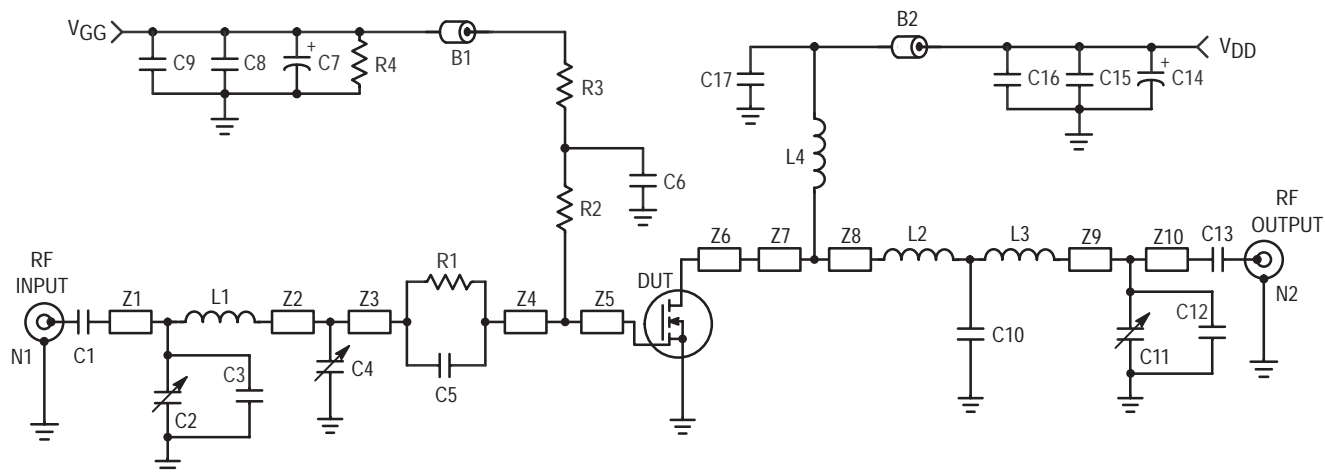 VGG
B1
B2
VDD
C9
C8
+
C7
R4
R3
C17
C16
C15
+
C14
L4
C6
R2
RF
INPUT
N1
C1
Z1
L1
Z2
Z3
R1
C5
Z4
Z5
DUT
Z6
Z7
Z8
L2
L3
Z9
Z10
C13
RF
OUTPUT
N2
C3
C2
C4
C10
C12
C11